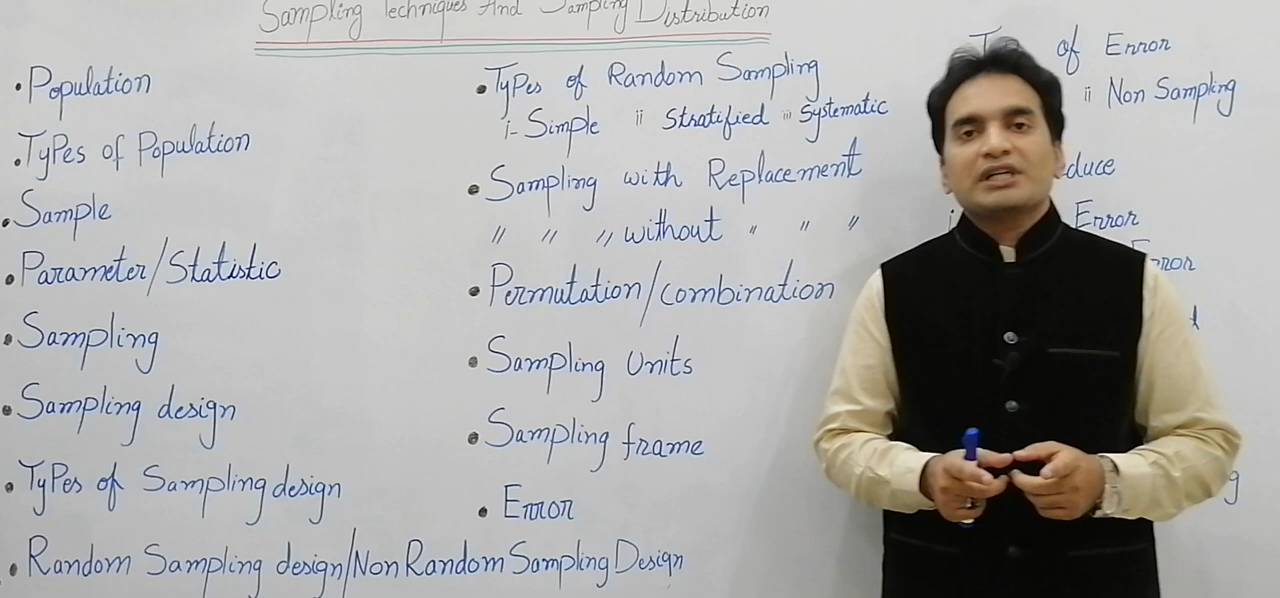 Sampling Techniques And Sampling Distribution
• Population
• Types of Population
• Sample
• Parameter/Statistic
• Sampling
• Sampling design
• Types of Sampling design
• Random Sampling design/Non Random Sampling Design
• Types of Random Sampling
i- Simple ii Stratified iii Systematic
• Sampling with Replacement
〃 〃 〃 without 〃 〃 〃
• Permutation/combination
• Sampling Units
• Sampling frame
• Error
of Error
ii Non Sampling
Error